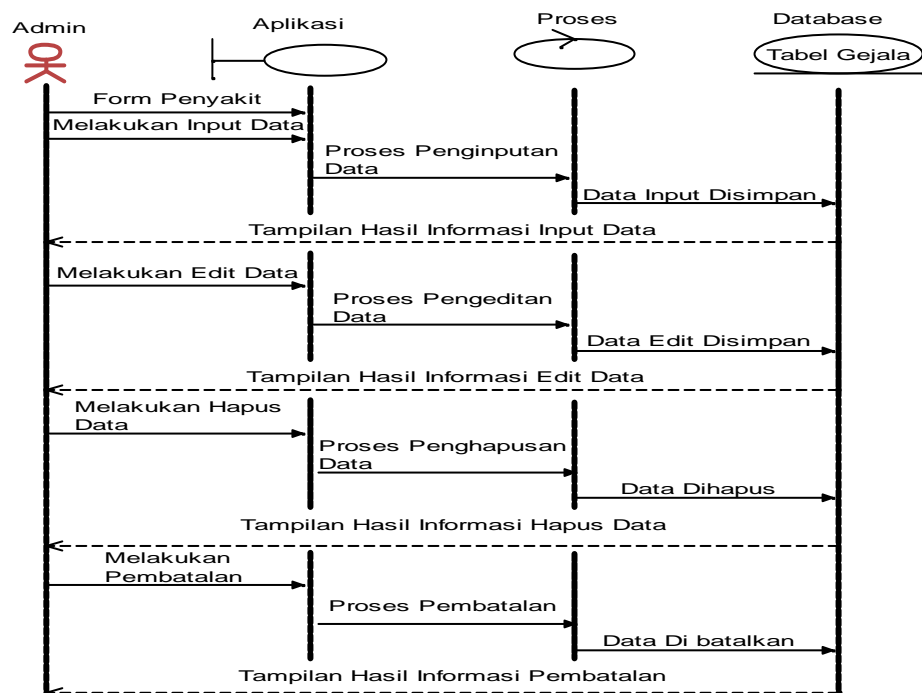 Admin
Aplikasi
Proses
Database
Tabel Gejala
Form Penyakit
Melakukan Input Data
Proses Penginputan
Data
Data Input Disimpan
Tampilan Hasil Informasi Input Data
Melakukan Edit Data
Proses Pengeditan
Data
Data Edit Disimpan
Tampilan Hasil Informasi Edit Data
Melakukan Hapus
Data
Proses Penghapusan
Data
Data Dihapus
Tampilan Hasil Informasi Hapus Data
Melakukan
Pembatalan
Proses Pembatalan
Data Di batalkan
Tampilan Hasil Informasi Pembatalan